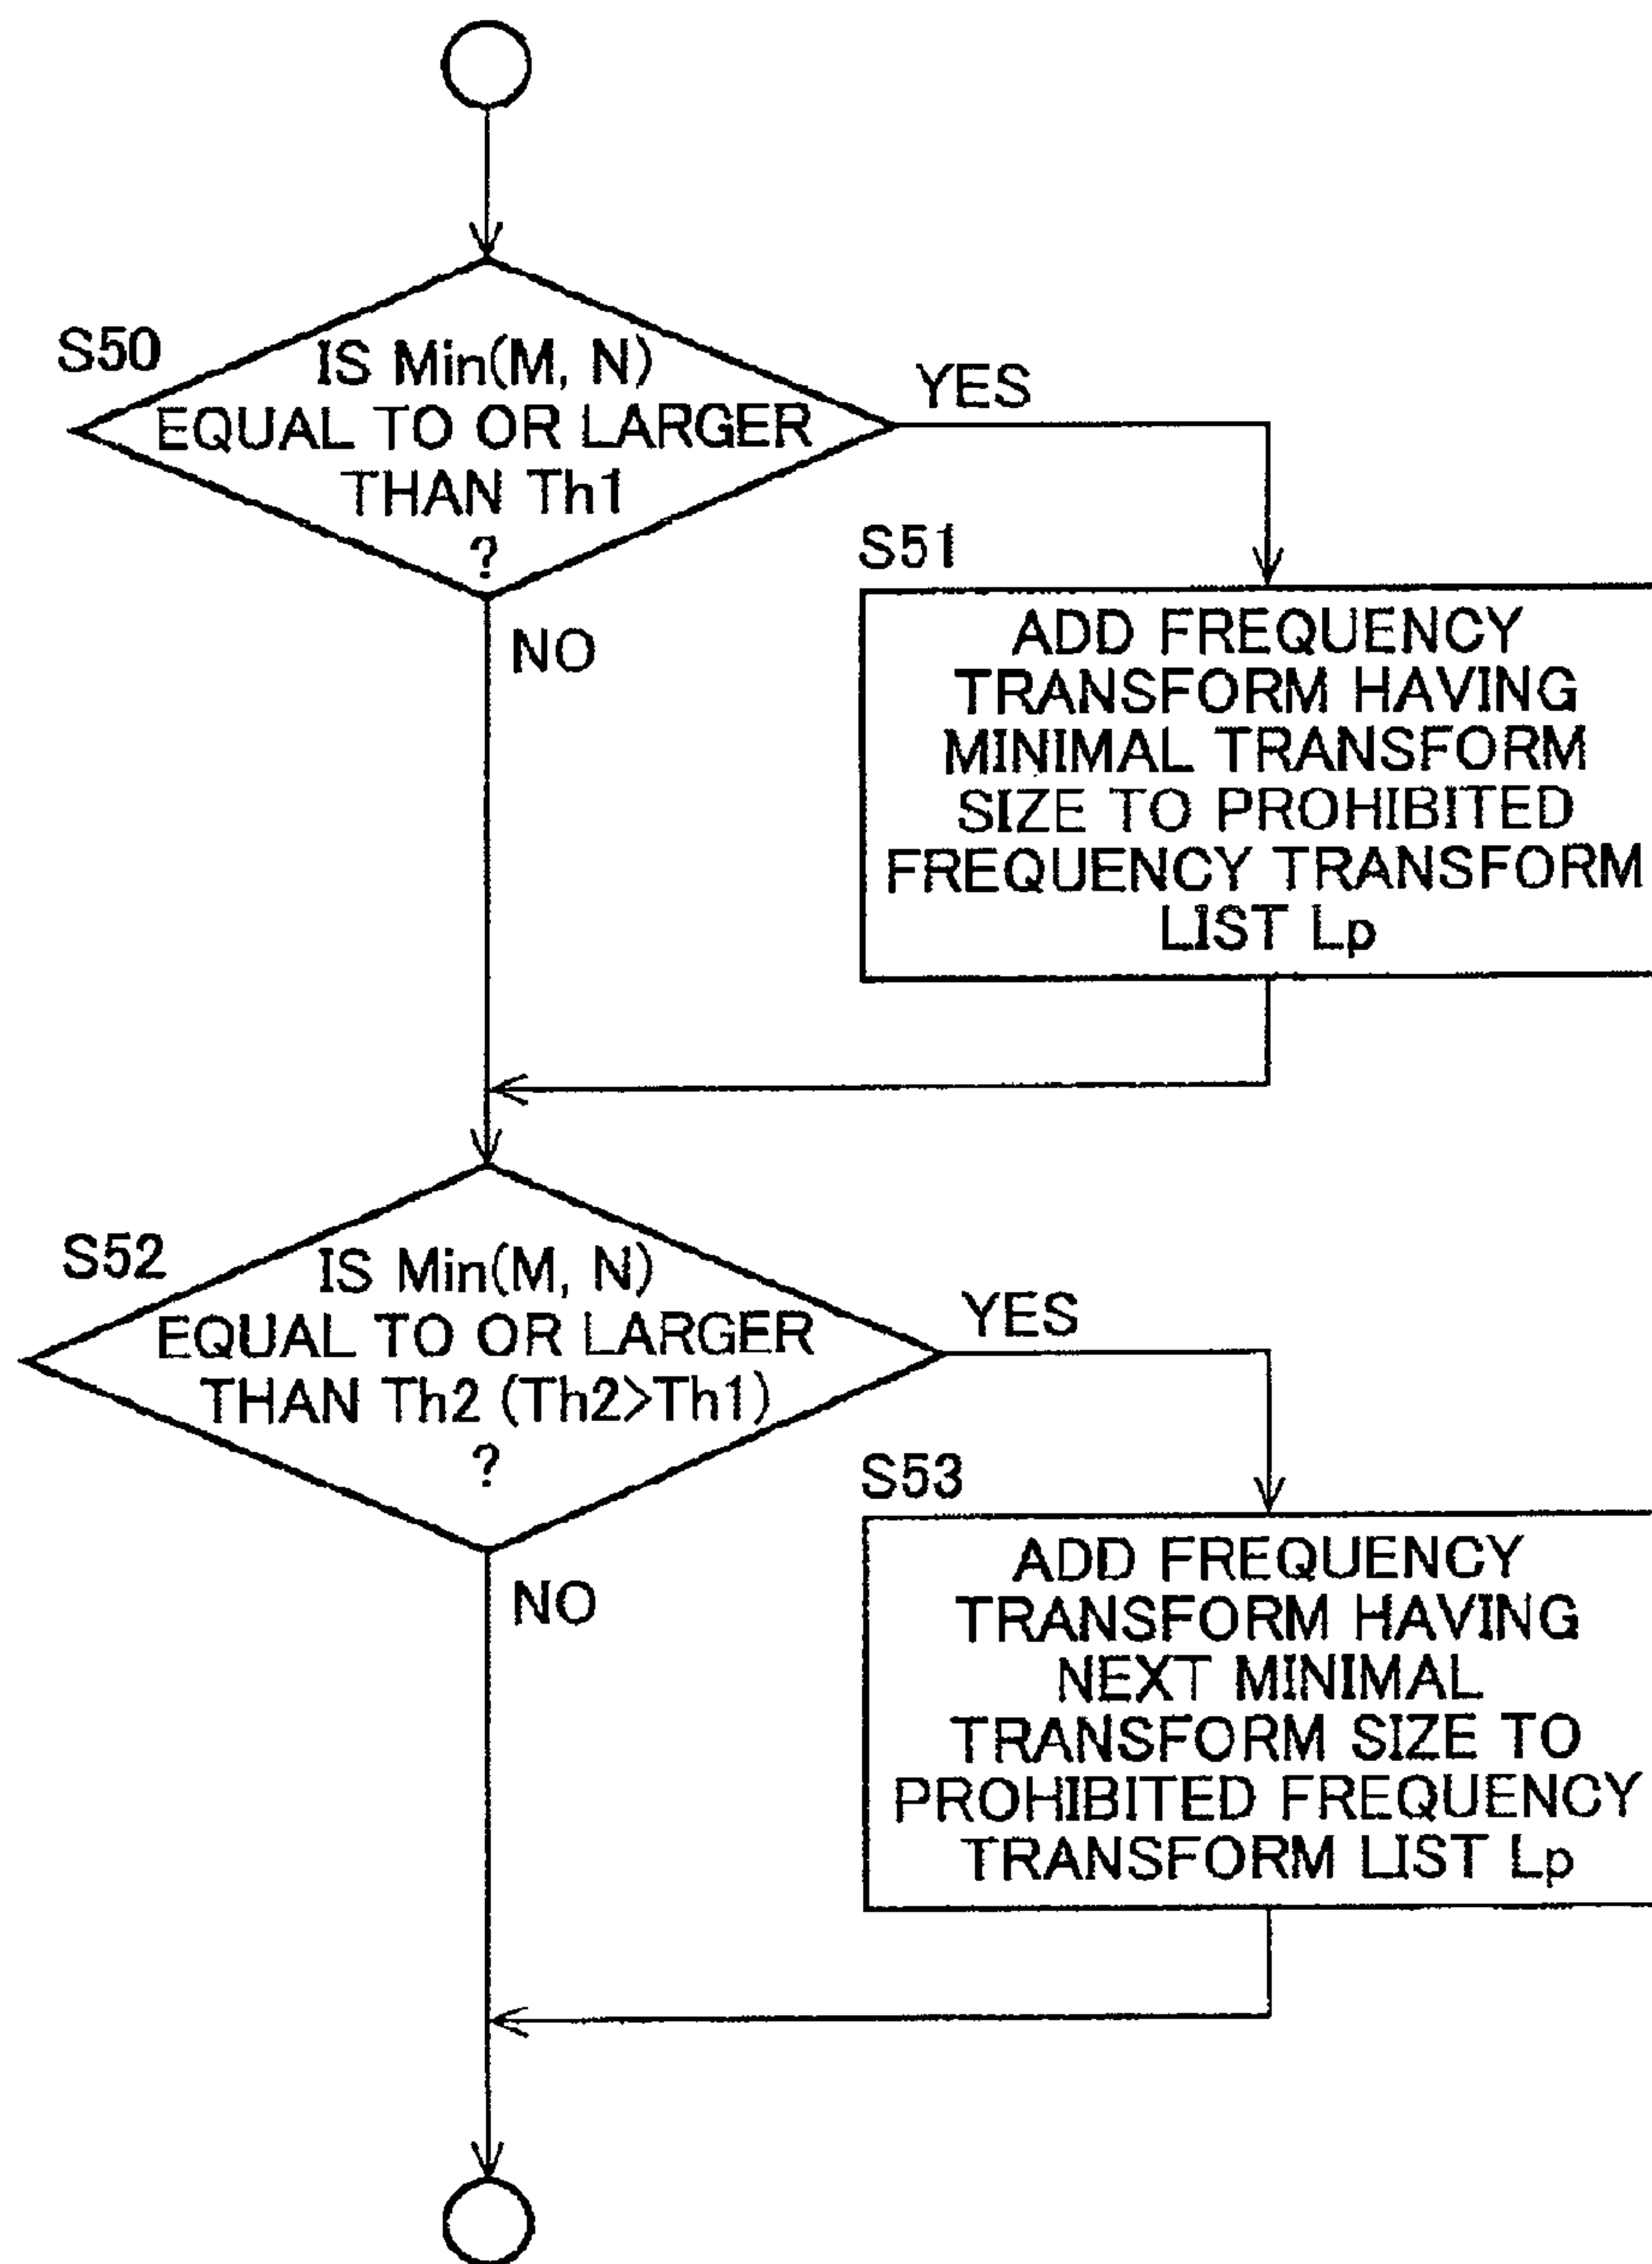 S50
IS Min(M, N)
EQUAL TO OR LARGER
THAN Th1
?
YES
NO
S51
ADD FREQUENCY
TRANSFORM HAVING
MINIMAL TRANSFORM
SIZE TO PROHIBITED
FREQUENCY TRANSFORM
LIST Lp
S52
IS Min(M, N)
EQUAL TO OR LARGER
THAN Th2 (Th2>Th1)
?
YES
NO
S53
ADD FREQUENCY
TRANSFORM HAVING
NEXT MINIMAL
TRANSFORM SIZE TO
PROHIBITED FREQUENCY
TRANSFORM LIST Lp